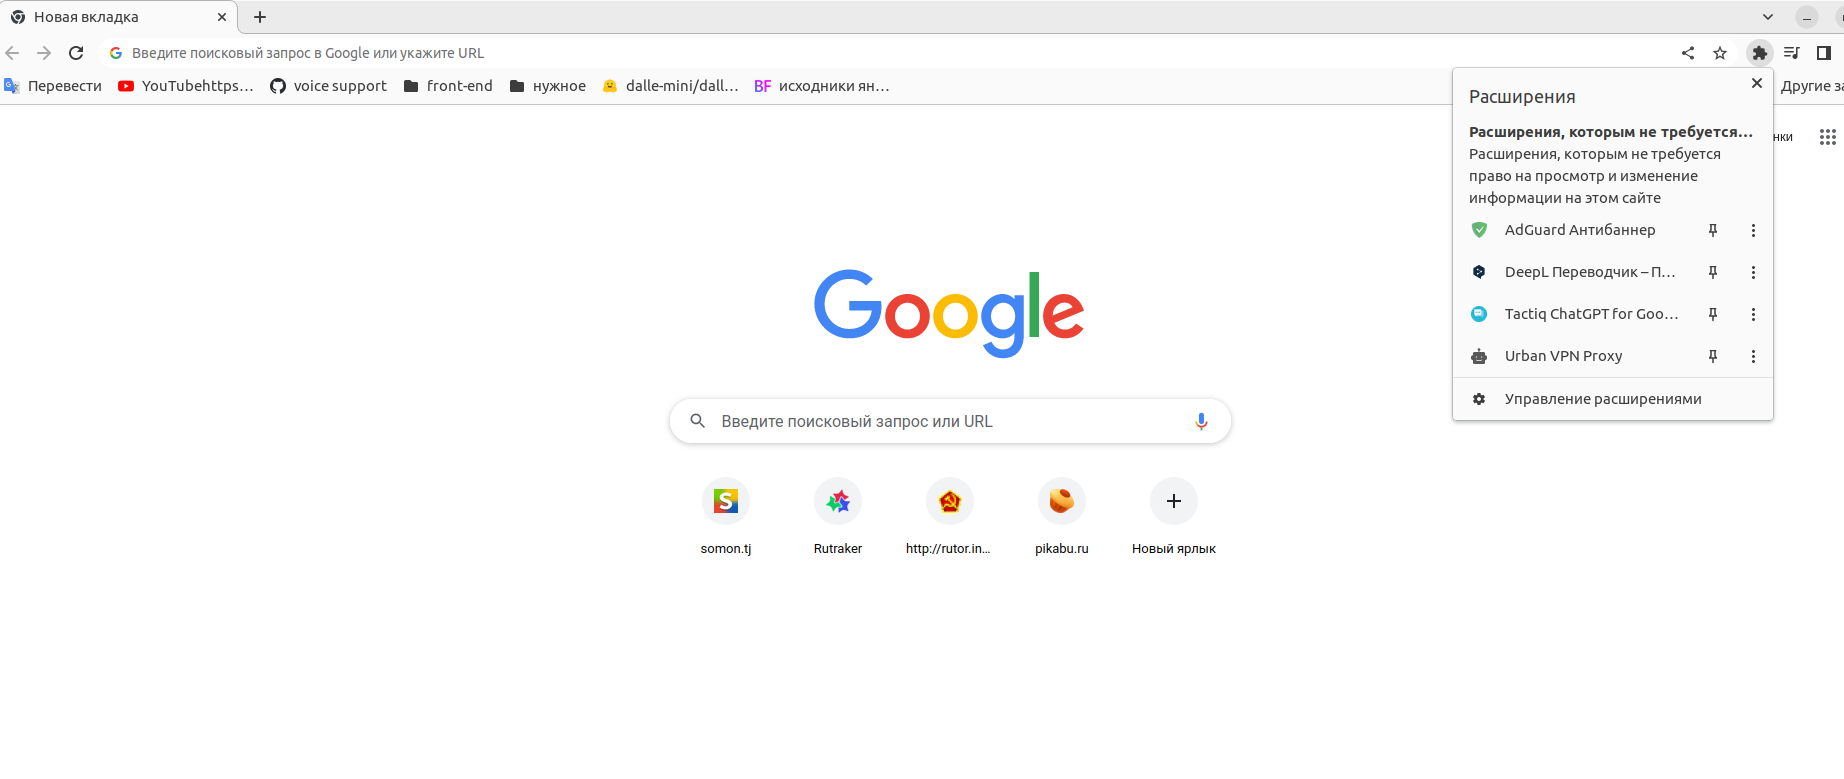 Новая вкладка
Введите поисковый запрос в Google или укажите URL
Перевести YouTubehttps… voice support front-end нужное dalle-mini/dall… BF исходники ян… Другие за
Расширения
Расширения, которым не требуется…
Расширения, которым не требуется
право на просмотр и изменение
информации на этом сайте
AdGuard Антибаннер
DeepL Переводчик – П…
Tactiq ChatGPT for Goo…
Urban VPN Proxy
Управление расширениями
нки
Google
Введите поисковый запрос или URL
S
somon.tj Rutraker http://rutor.in… pikabu.ru Новый ярлык